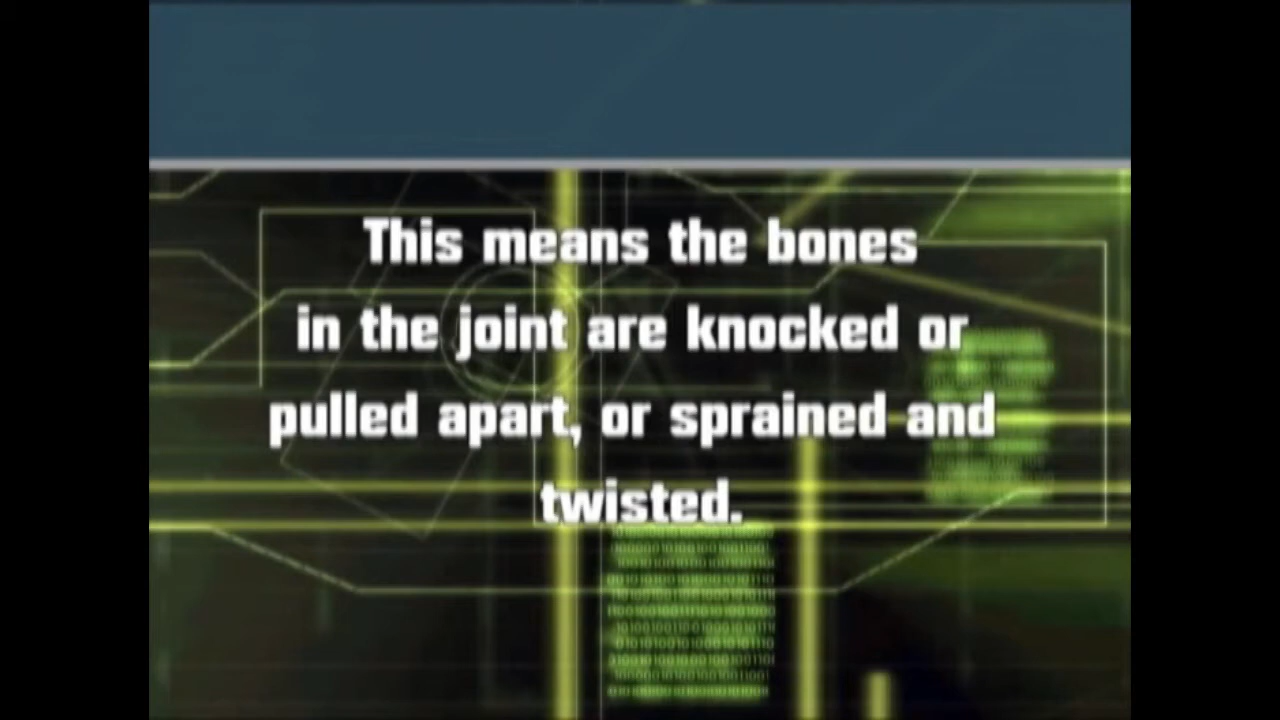 This means the bones
in the joint are knocked or
pulled apart, or sprained and
twisted.